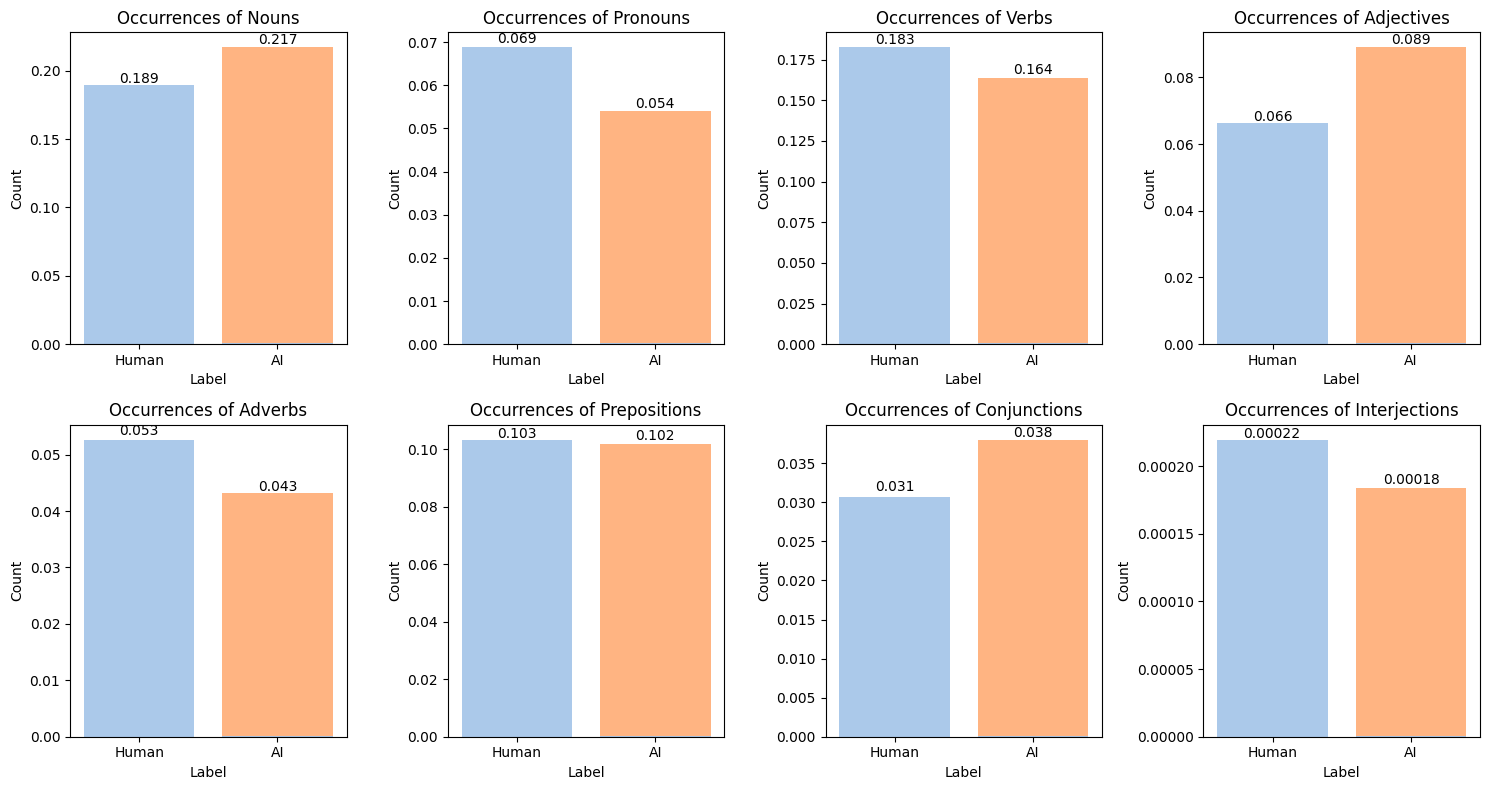 Occurrences of Nouns
0.217
0.189
0.20
0.15
0.10
0.05
0.00
Count
Human
AI
Label
Occurrences of Pronouns
0.069
0.054
0.07
0.06
0.05
0.04
0.03
0.02
0.01
0.00
Count
Human
AI
Label
Occurrences of Verbs
0.183
0.164
0.175
0.150
0.125
0.100
0.075
0.050
0.025
0.000
Count
Human
AI
Label
Occurrences of Adjectives
0.089
0.066
0.08
0.06
0.04
0.02
0.00
Count
Human
AI
Label
Occurrences of Adverbs
0.053
0.043
0.05
0.04
0.03
0.02
0.01
0.00
Count
Human
AI
Label
Occurrences of Prepositions
0.103
0.102
0.10
0.08
0.06
0.04
0.02
0.00
Count
Human
AI
Label
Occurrences of Conjunctions
0.038
0.031
0.035
0.030
0.025
0.020
0.015
0.010
0.005
0.000
Count
Human
AI
Label
Occurrences of Interjections
0.00022
0.00018
0.00020
0.00015
0.00010
0.00005
0.00000
Count
Human
AI
Label